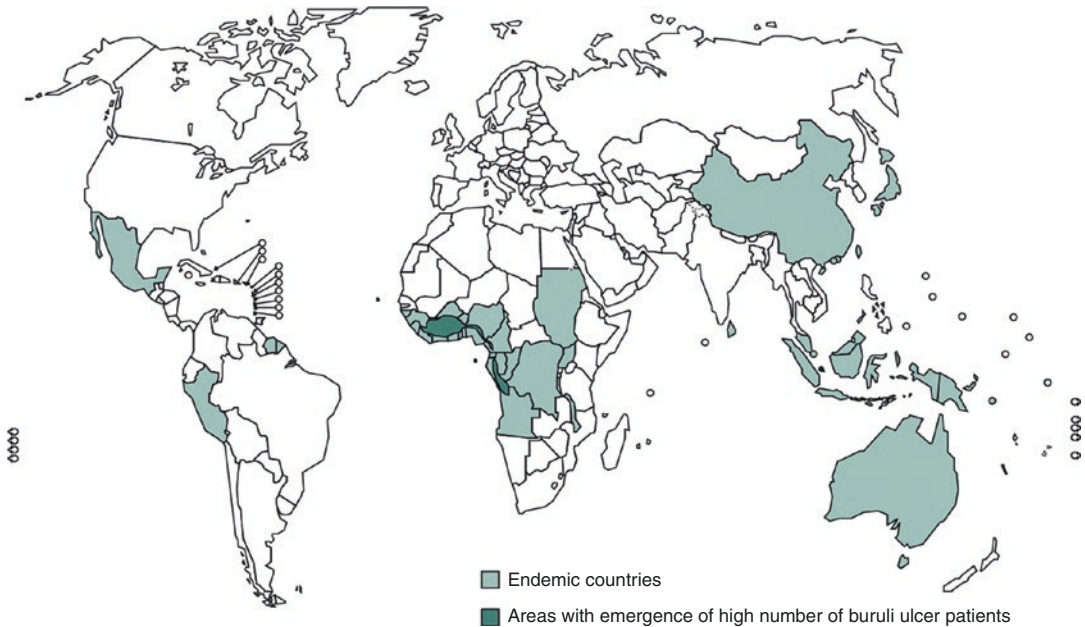 Endemic countries
Areas with emergence of high number of buruli ulcer patients